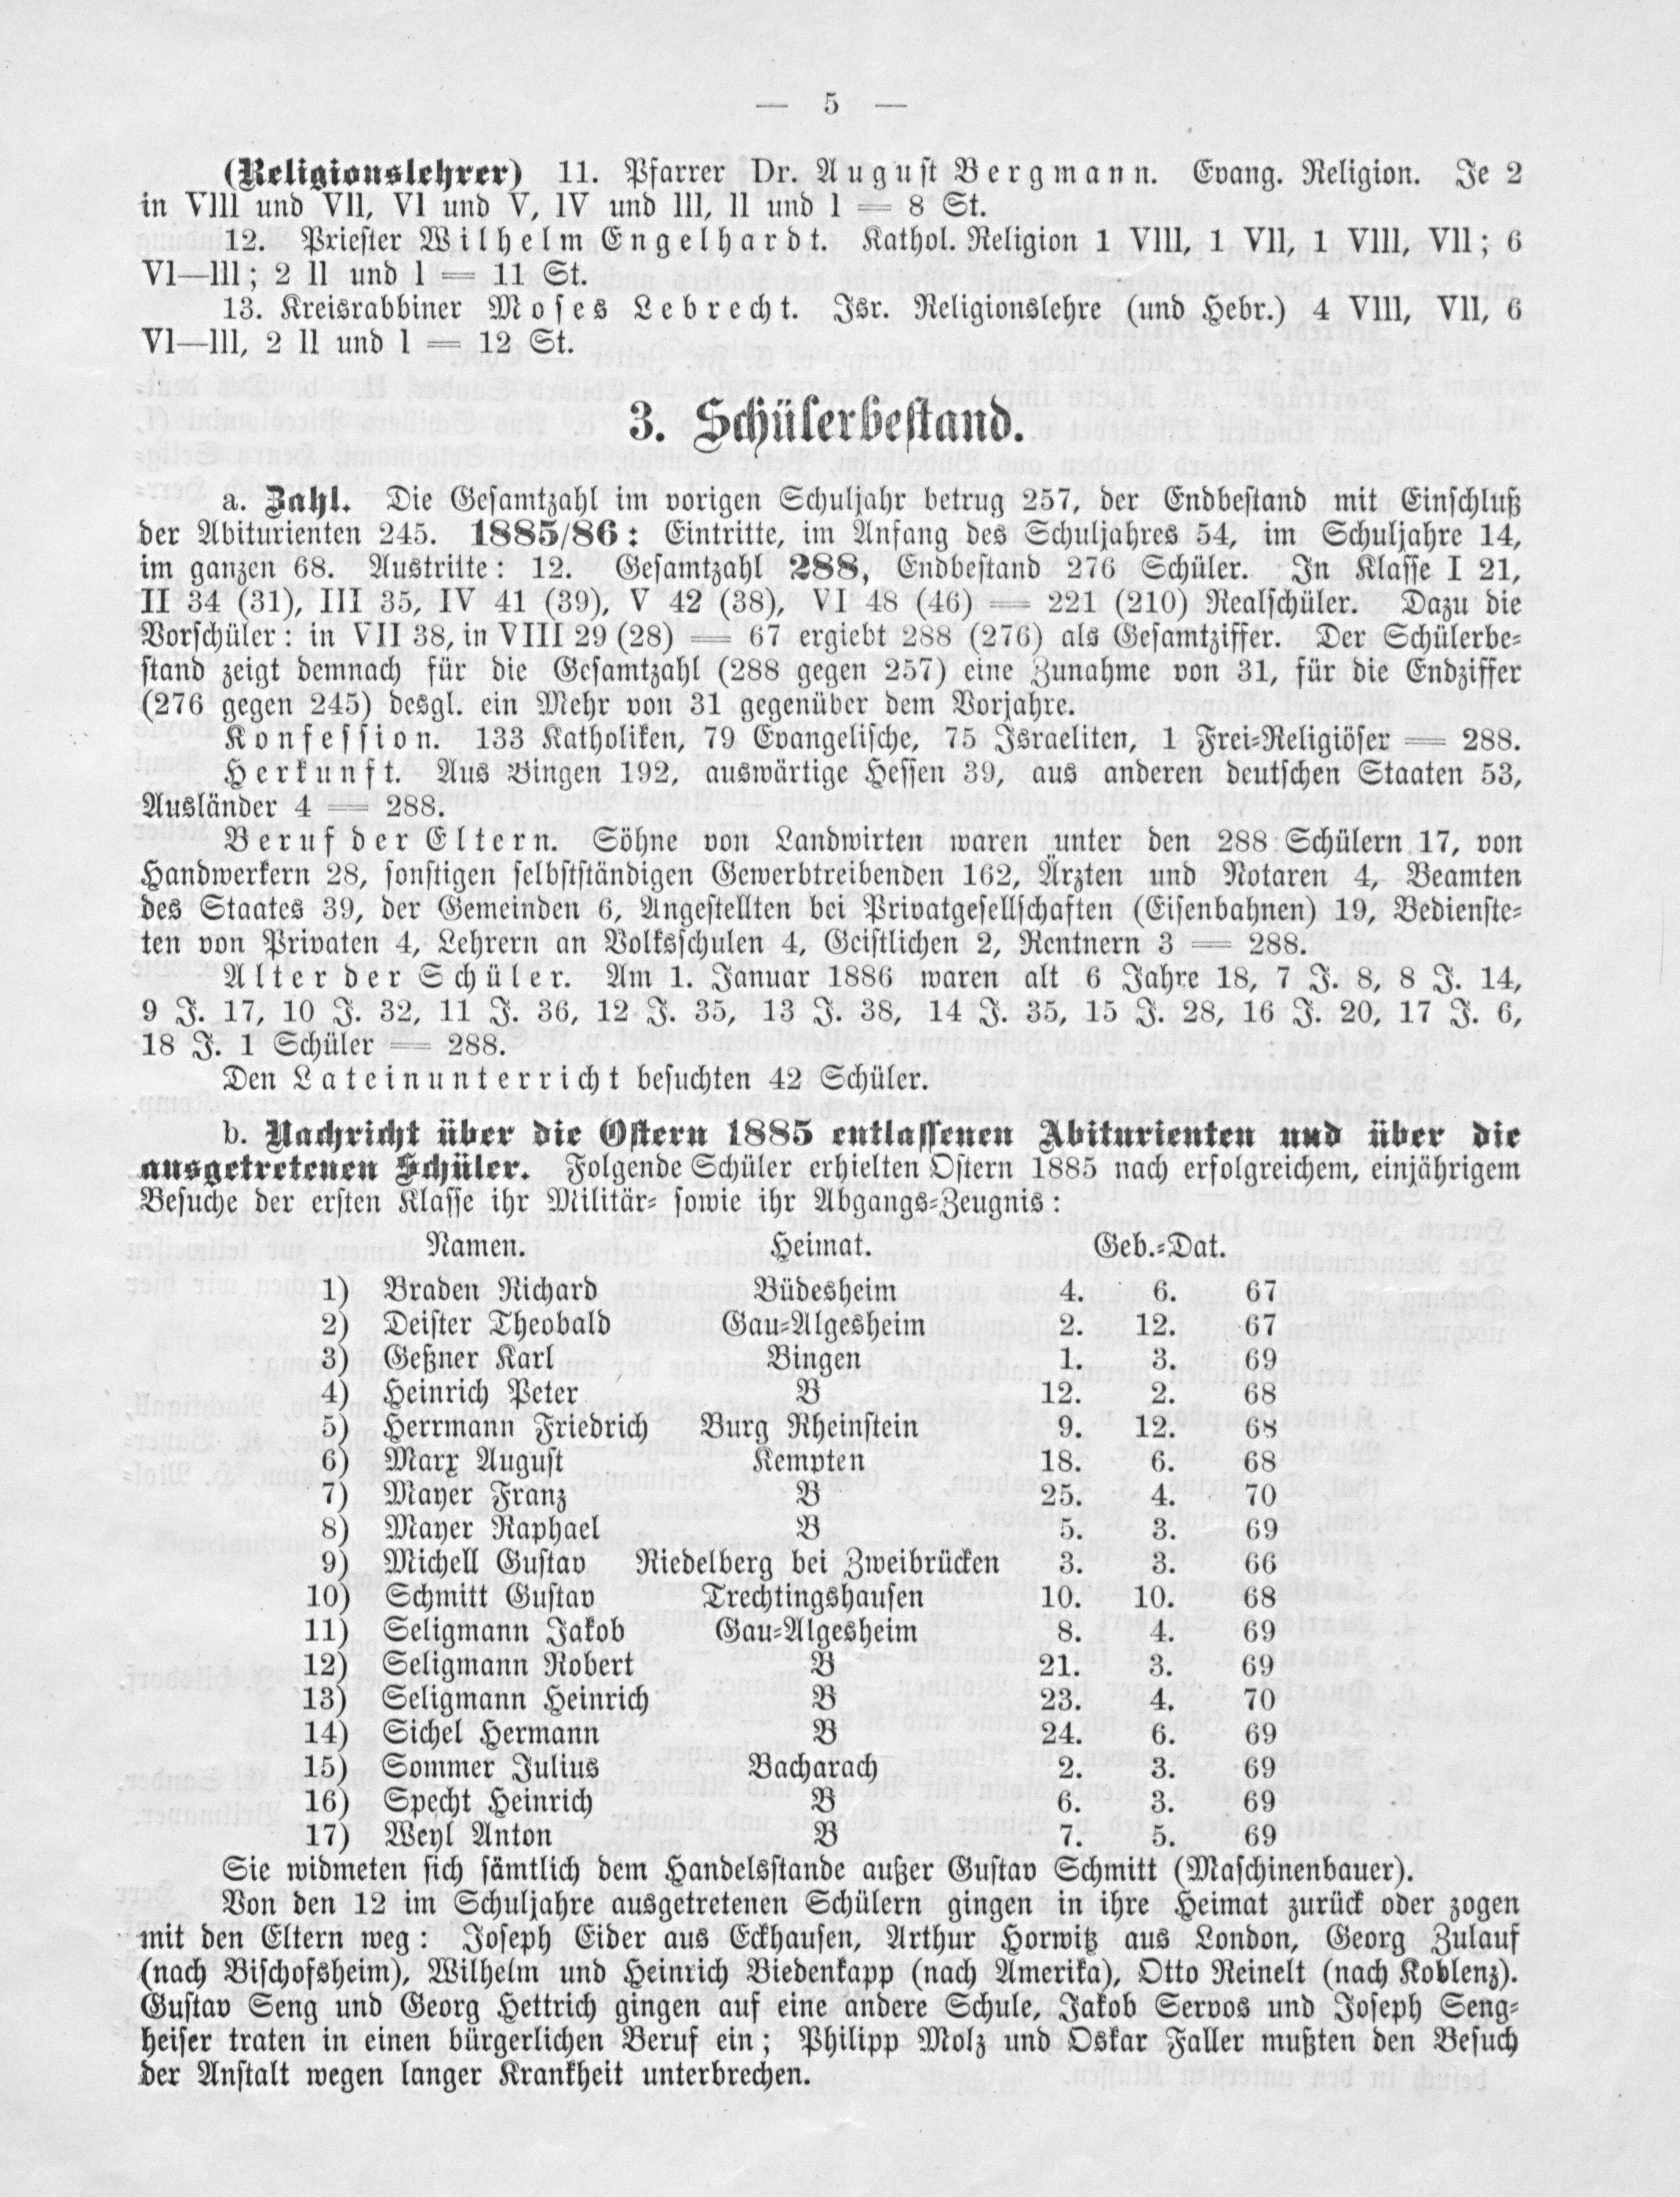 — 5 —
(Religionslehrer) 11. Pfarrer Dr. August Bergmann. Evang. Religion. Je 2
in VIII und VII, VI und V, IV und III, II und I = 8 St.
12. Priester Wilhelm Engelhardt. Kathol. Religion 1 VIII, 1 VII, 1 VIII, VII; 6
VI—III; 2 II und I = 11 St.
13. Kreisrabbiner Moses Lebrecht. Isr. Religionslehre (und Hebr.) 4 VIII, VII, 6
VI—III, 2 II und I = 12 St.
3. Schülerbestand.
a. Zahl. Die Gesamtzahl im vorigen Schuljahr betrug 257, der Endbestand mit Einschluß
der Abiturienten 245. 1885/86: Eintritte, im Anfang des Schuljahres 54, im Schuljahre 14,
im ganzen 68. Austritte: 12. Gesamtzahl 288, Endbestand 276 Schüler. In Klasse I 21,
II 34 (31), III 35, IV 41 (39), V 42 (38), VI 48 (46) = 221 (210) Realschüler. Dazu die
Vorschüler: in VII 38, in VIII 29 (28) = 67 ergiebt 288 (276) als Gesamtziffer. Der Schülerbe-
stand zeigt demnach für die Gesamtzahl (288 gegen 257) eine Zunahme von 31, für die Endziffer
(276 gegen 245) desgl. ein Mehr von 31 gegenüber dem Vorjahre.
Konfession. 133 Katholiken, 79 Evangelische, 75 Israeliten, 1 Frei-Religiöser = 288.
Herkunft. Aus Bingen 192, auswärtige Hessen 39, aus anderen deutschen Staaten 53,
Ausländer 4 = 288.
Beruf der Eltern. Söhne von Landwirten waren unter den 288 Schülern 17, von
Handwerkern 28, sonstigen selbstständigen Gewerbtreibenden 162, Ärzten und Notaren 4, Beamten
des Staates 39, der Gemeinden 6, Angestellten bei Privatgesellschaften (Eisenbahnen) 19, Bedienste-
ten von Privaten 4, Lehrern an Volksschulen 4, Geistlichen 2, Rentnern 3 = 288.
Alter der Schüler. Am 1. Januar 1886 waren alt 6 Jahre 18, 7 J. 8, 8 J. 14,
9 J. 17, 10 J. 32, 11 J. 36, 12 J. 35, 13 J. 38, 14 J. 35, 15 J. 28, 16 J. 20, 17 J. 6,
18 J. 1 Schüler = 288.
Den Lateinunterricht besuchten 42 Schüler.
b. Nachricht über die Ostern 1885 entlassenen Abiturienten und über die
ausgetretenen Schüler. Folgende Schüler erhielten Ostern 1885 nach erfolgreichem, einjährigem
Besuche der ersten Klasse ihr Militär- sowie ihr Abgangs-Zeugnis:
Namen. Heimat. Geb.-Dat.
1) Braden Richard Büdesheim 4. 6. 67
2) Deister Theobald Gau-Algesheim 2. 12. 67
3) Geßner Karl Bingen 1. 3. 69
4) Heinrich Peter B 12. 2. 68
5) Herrmann Friedrich Burg Rheinstein 9. 12. 68
6) Marx August Kempten 18. 6. 68
7) Mayer Franz B 25. 4. 70
8) Mayer Raphael B 5. 3. 69
9) Michell Gustav Riedelberg bei Zweibrücken 3. 3. 66
10) Schmitt Gustav Trechtingshausen 10. 10. 68
11) Seligmann Jakob Gau-Algesheim 8. 4. 69
12) Seligmann Robert B 21. 3. 69
13) Seligmann Heinrich B 23. 4. 70
14) Sichel Hermann B 24. 6. 69
15) Sommer Julius Bacharach 2. 3. 69
16) Specht Heinrich B 6. 3. 69
17) Weyl Anton B 7. 5. 69
Sie widmeten sich sämtlich dem Handelsstande außer Gustav Schmitt (Maschinenbauer).
Von den 12 im Schuljahre ausgetretenen Schülern gingen in ihre Heimat zurück oder zogen
mit den Eltern weg: Joseph Eider aus Eckhausen, Arthur Horwitz aus London, Georg Zulauf
(nach Bischofsheim), Wilhelm und Heinrich Biedenkapp (nach Amerika), Otto Reinelt (nach Koblenz).
Gustav Seng und Georg Hettrich gingen auf eine andere Schule, Jakob Servos und Joseph Seng-
heiser traten in einen bürgerlichen Beruf ein; Philipp Molz und Oskar Faller mußten den Besuch
der Anstalt wegen langer Krankheit unterbrechen.